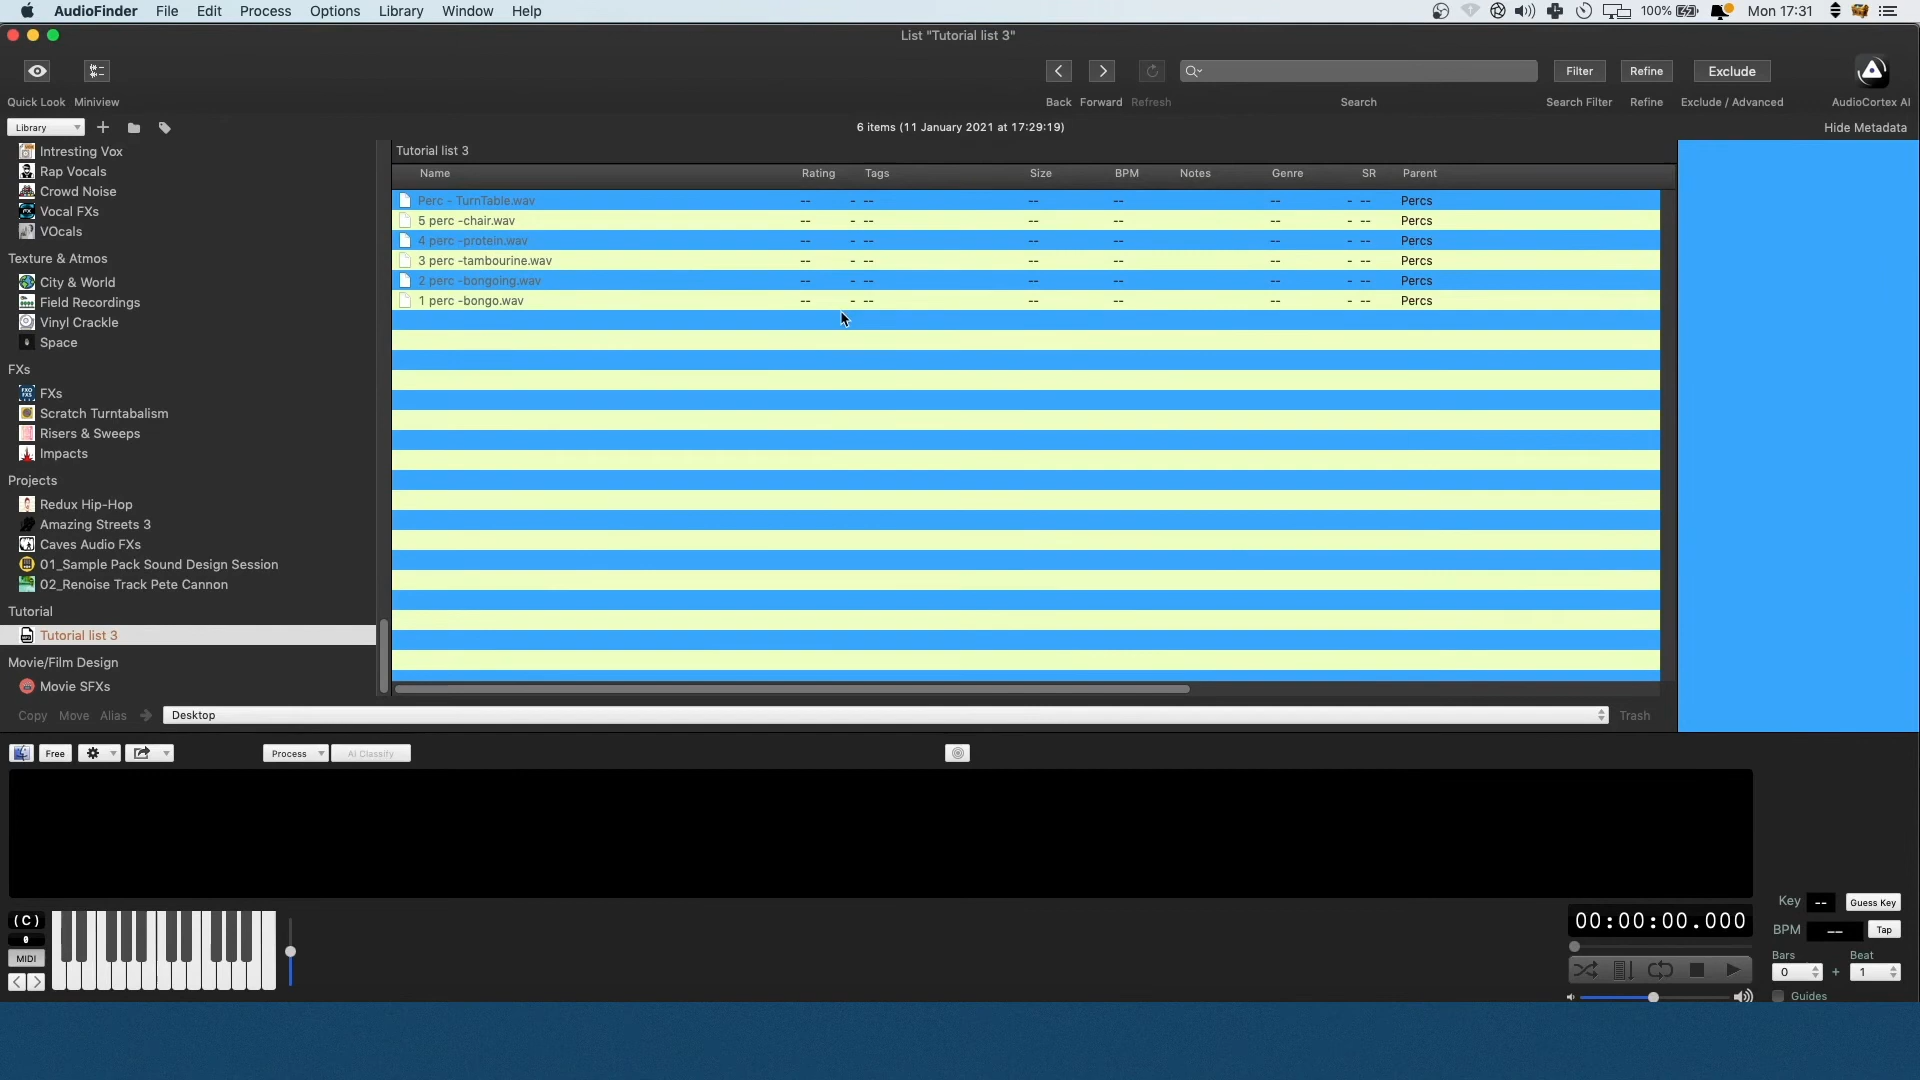 AudioFinder File Edit Process Options Library Window Help 100% Mon 17:31
List "Tutorial list 3"
Filter Refine Exclude
Quick Look Miniview Back Forward Refresh Search Search Filter Refine Exclude / Advanced AudioCortex AI
Library 6 items (11 January 2021 at 17:29:19) Hide Metadata
Intresting Vox
Rap Vocals
Crowd Noise
Vocal FXs
VOcals
Texture & Atmos
City & World
Field Recordings
Vinyl Crackle
Space
FXs
FXs
Scratch Turntabalism
Risers & Sweeps
Impacts
Projects
Redux Hip-Hop
Amazing Streets 3
Caves Audio FXs
01_Sample Pack Sound Design Session
02_Renoise Track Pete Cannon
Tutorial
Tutorial list 3
Movie/Film Design
Movie SFXs
Tutorial list 3
Name Rating Tags Size BPM Notes Genre SR Parent
Perc - TurnTable.wav -- - -- -- -- -- - -- Percs
5 perc -chair.wav -- - -- -- -- -- - -- Percs
4 perc -protein.wav -- - -- -- -- -- - -- Percs
3 perc -tambourine.wav -- - -- -- -- -- - -- Percs
2 perc -bongoing.wav -- - -- -- -- -- - -- Percs
1 perc -bongo.wav -- - -- -- -- -- - -- Percs
Copy Move Alias Desktop Trash
Free Process AI Classify
(C)
0
MIDI
00:00:00.000
Key -- Guess Key
BPM -- Tap
Bars Beat
0 + 1
Guides